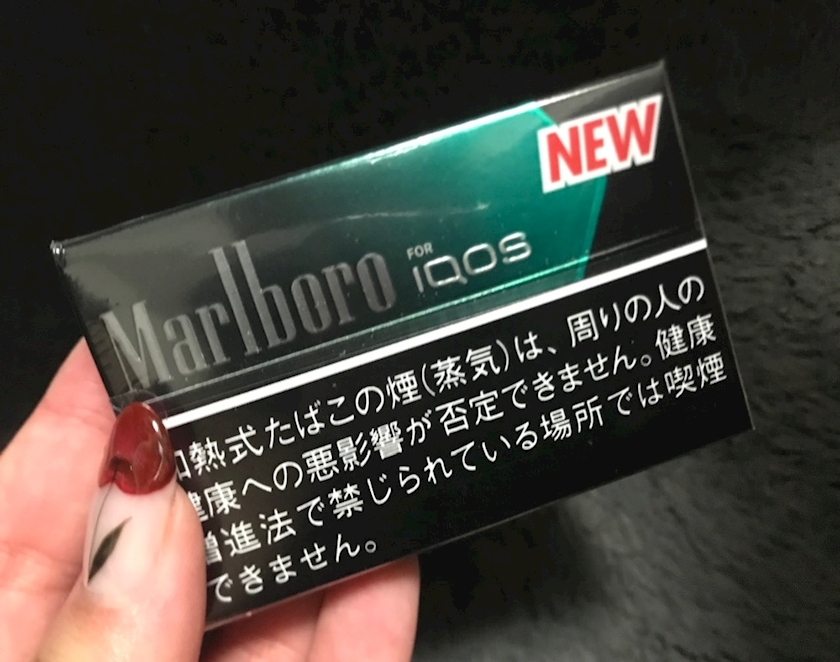 NEW
Marlboro FOR IQOS
熱式たばこの煙(蒸気)は、周りの人の
健康への悪影響が否定できません。健康
増進法で禁じられている場所では喫煙
できません。